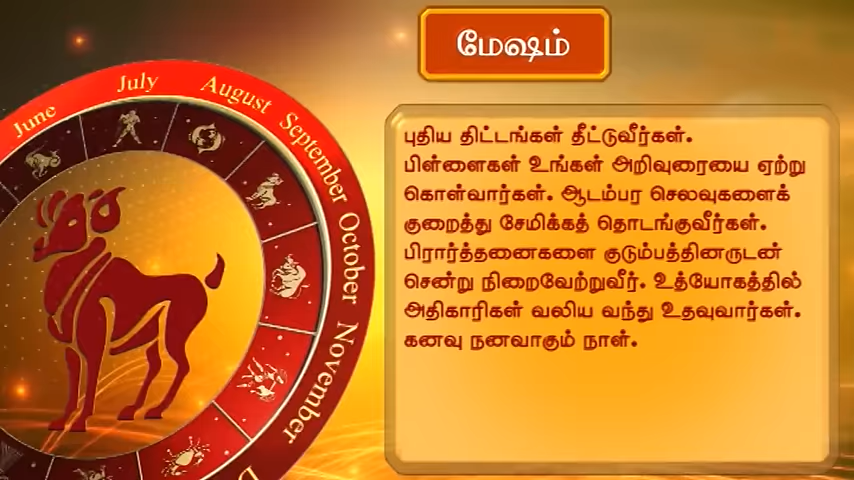 மேஷம்
June
July
August
September
October
November
D
புதிய திட்டங்கள் தீட்டுவீர்கள்.
பிள்ளைகள் உங்கள் அறிவுரையை ஏற்று
கொள்வார்கள். ஆடம்பர செலவுகளைக்
குறைத்து சேமிக்கத் தொடங்குவீர்கள்.
பிரார்த்தனைகளை குடும்பத்தினருடன்
சென்று நிறைவேற்றுவீர். உத்யோகத்தில்
அதிகாரிகள் வலிய வந்து உதவுவார்கள்.
கனவு நனவாகும் நாள்.